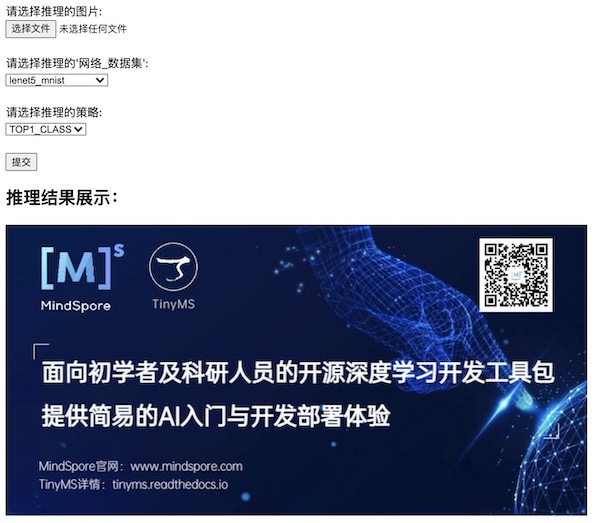 请选择推理的图片:
选择文件 未选择任何文件
请选择推理的'网络_数据集':
lenet5_mnist
请选择推理的策略:
TOP1_CLASS
提交
推理结果展示：
[M]s
MindSpore
TinyMS
面向初学者及科研人员的开源深度学习开发工具包
提供简易的AI入门与开发部署体验
MindSpore官网：www.mindspore.com
TinyMS详情：tinyms.readthedocs.io